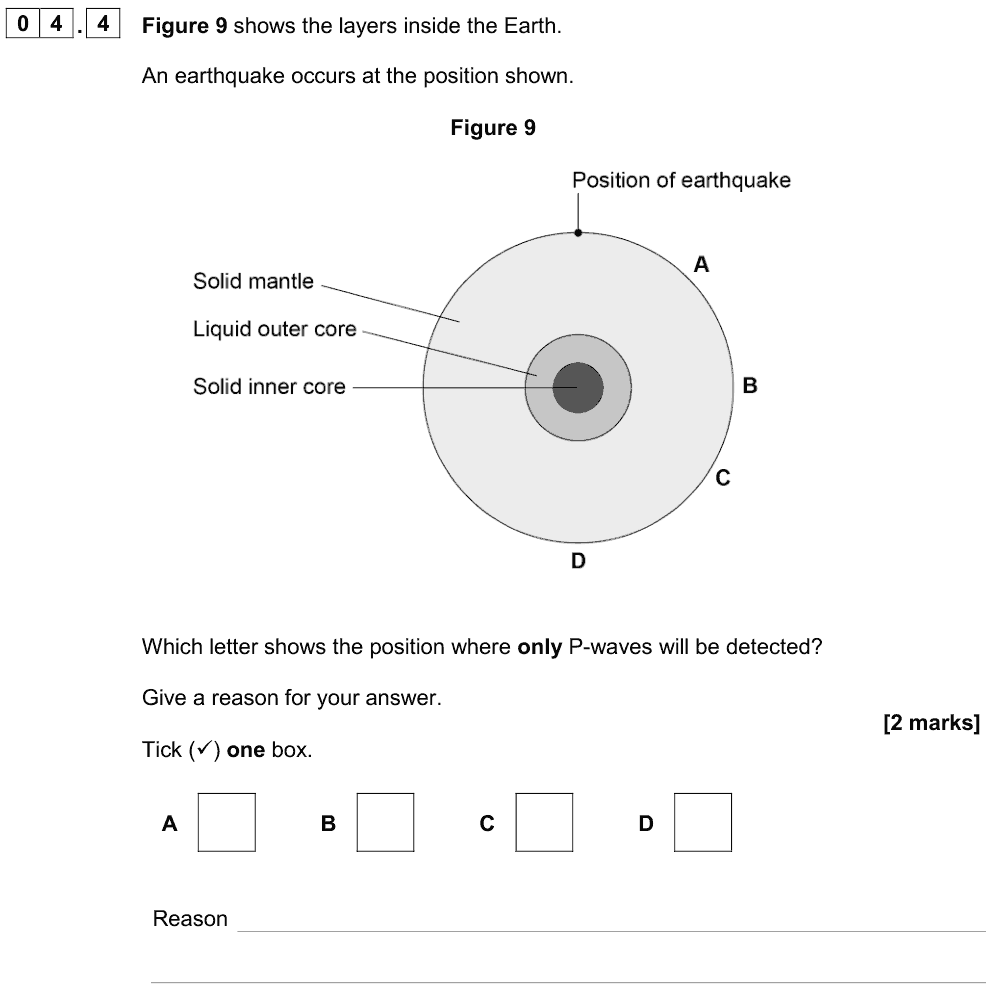 0 4 . 4 Figure 9 shows the layers inside the Earth.
An earthquake occurs at the position shown.
Figure 9
Position of earthquake
A
Solid mantle
Liquid outer core
Solid inner core
B
C
D
Which letter shows the position where only P-waves will be detected?
Give a reason for your answer.
[2 marks]
Tick (✓) one box.
A B C D
Reason